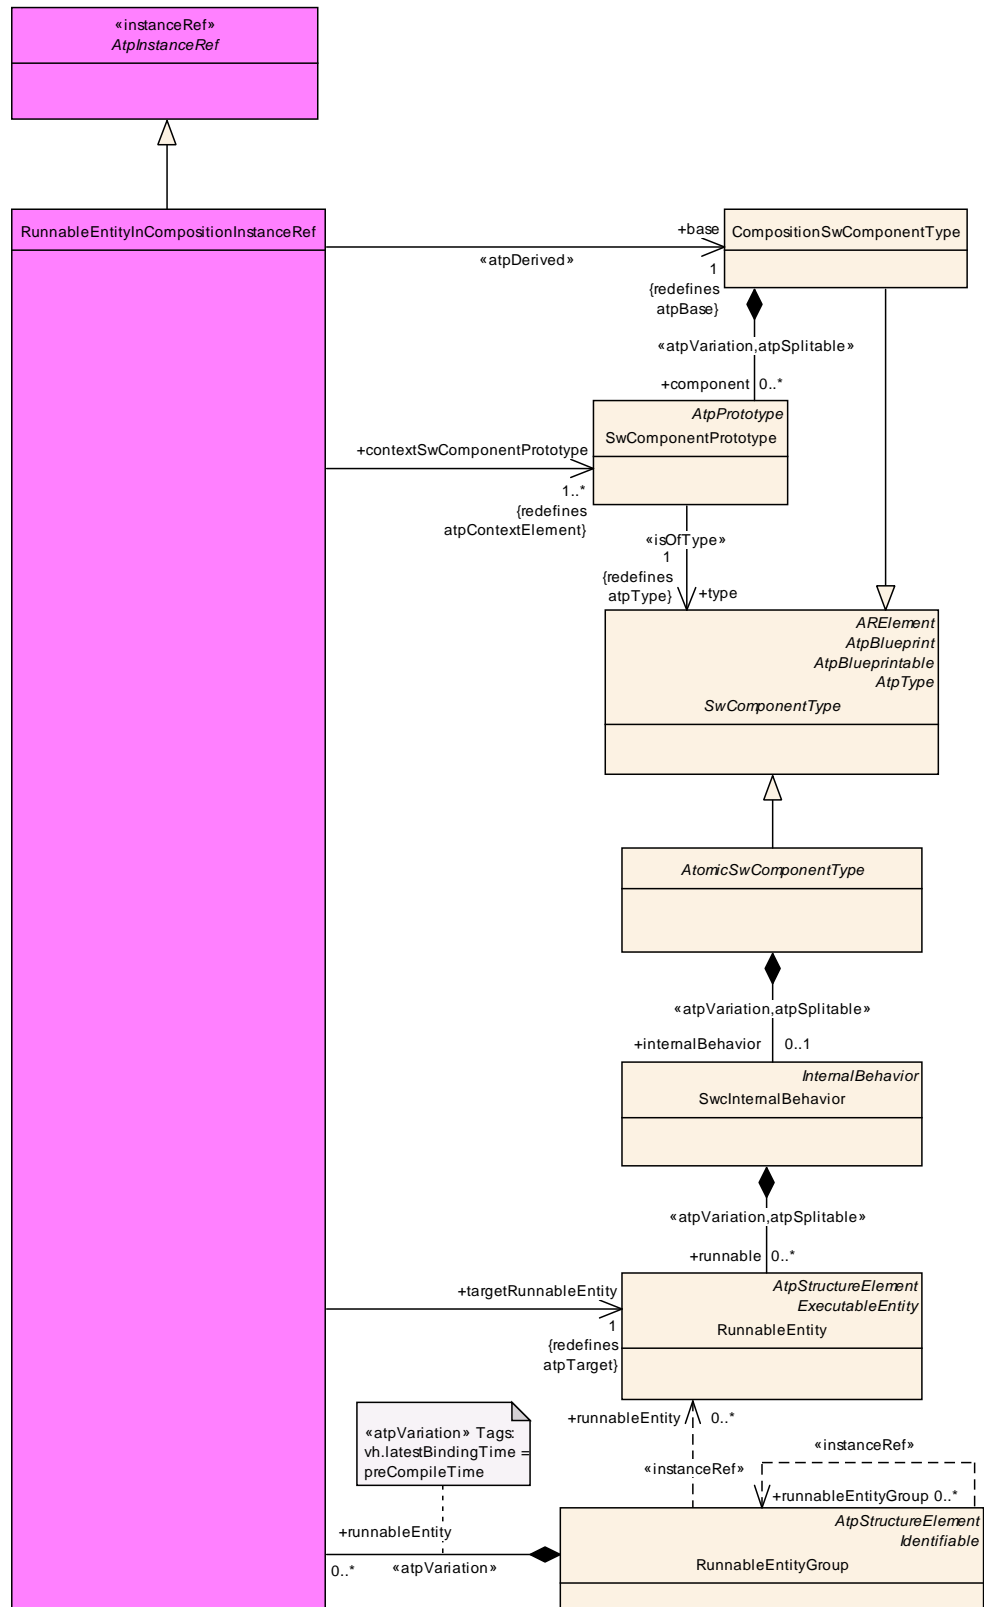 «instanceRef»
AtpInstanceRef
RunnableEntityInCompositionInstanceRef
+base
CompositionSwComponentType
«atpDerived»
1
{redefines
atpBase}
«atpVariation,atpSplitable»
+component 0..*
AtpPrototype
SwComponentPrototype
+contextSwComponentPrototype
1..*
{redefines
atpContextElement}
«isOfType»
1
{redefines
atpType}
+type
ARElement
AtpBlueprint
AtpBlueprintable
AtpType
SwComponentType
AtomicSwComponentType
«atpVariation,atpSplitable»
+internalBehavior 0..1
InternalBehavior
SwcInternalBehavior
«atpVariation,atpSplitable»
+runnable 0..*
AtpStructureElement
ExecutableEntity
RunnableEntity
+targetRunnableEntity
1
{redefines
atpTarget}
+runnableEntity 0..*
«atpVariation» Tags:
vh.latestBindingTime =
preCompileTime
«instanceRef»
«instanceRef»
+runnableEntityGroup 0..*
AtpStructureElement
Identifiable
RunnableEntityGroup
+runnableEntity
0..*
«atpVariation»